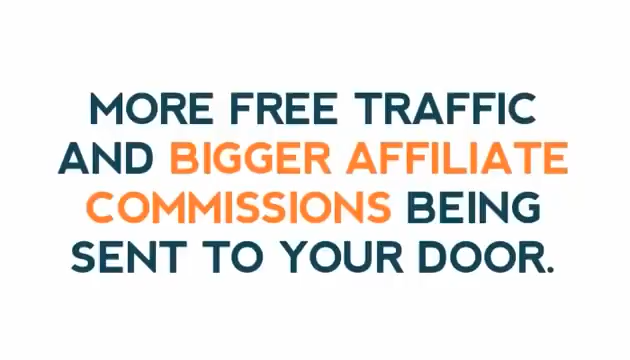 MORE FREE TRAFFIC
AND BIGGER AFFILIATE
COMMISSIONS BEING
SENT TO YOUR DOOR.